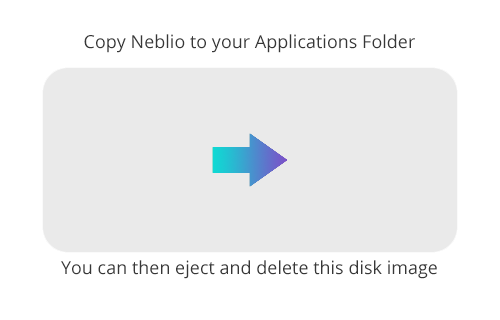 Copy Neblio to your Applications Folder
You can then eject and delete this disk image